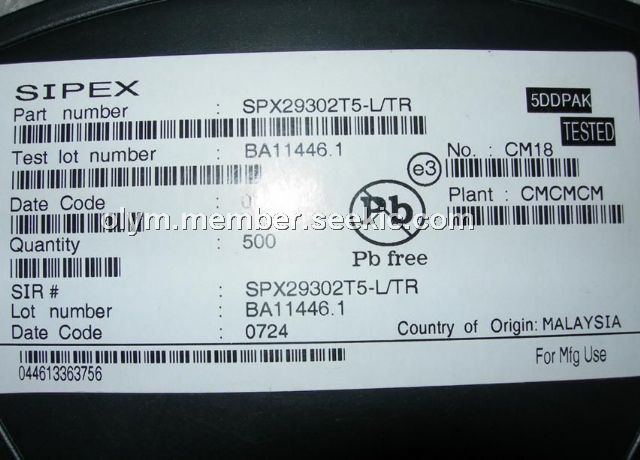 SIPEX
5DDPAK
Part number : SPX29302T5-L/TR
TESTED
Test lot number : BA11446.1
e3
No. : CM18
Date Code :
Plant : CMCMCM
Pb
olym.member.seekic.com
Quantity : 500
Pb free
SIR # : SPX29302T5-L/TR
Lot number : BA11446.1
Date Code : 0724
Country of Origin: MALAYSIA
For Mfg Use
044613363756